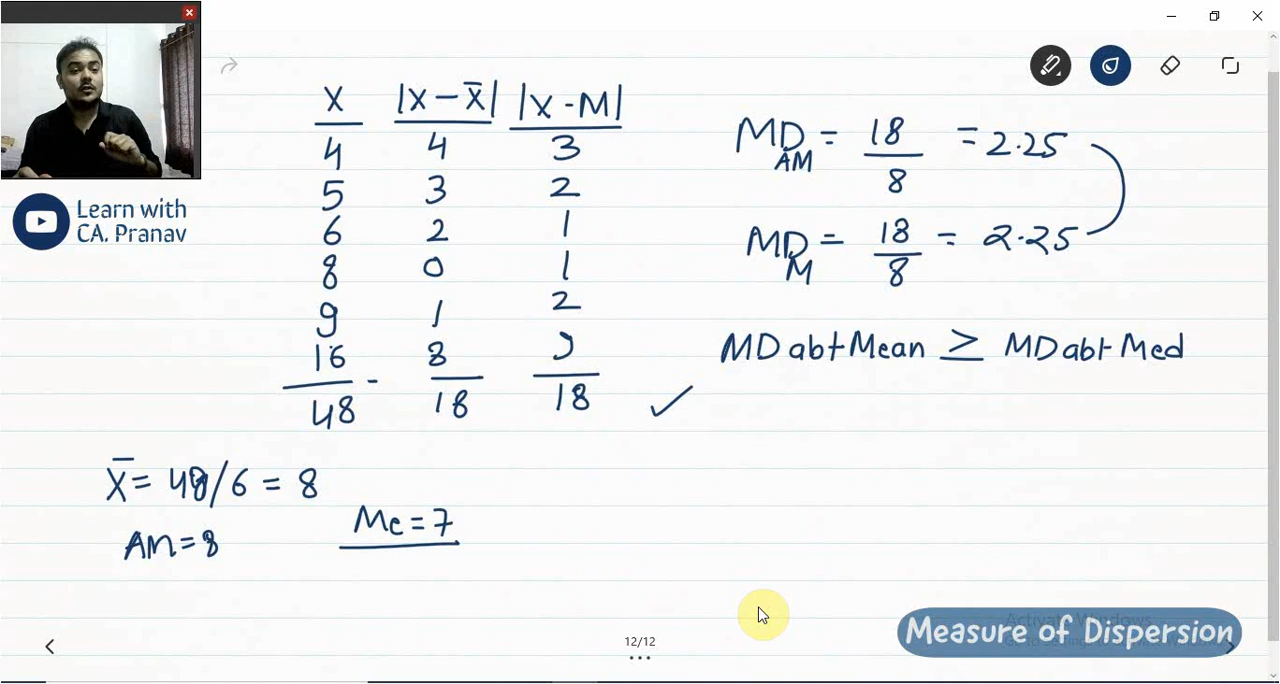 X |X - X̄| |X - M|
4 4 3
5 3 2
6 2 1
8 0 1
9 1 2
16 8 9
48 18 18
X̄ = 48/6 = 8
AM = 8
Me = 7
MD AM = 18/8 = 2.25
MD M = 18/8 = 2.25
MD abt Mean ≥ MD abt Med
Learn with
CA. Pranav
12/12
Measure of Dispersion
Activate Windows